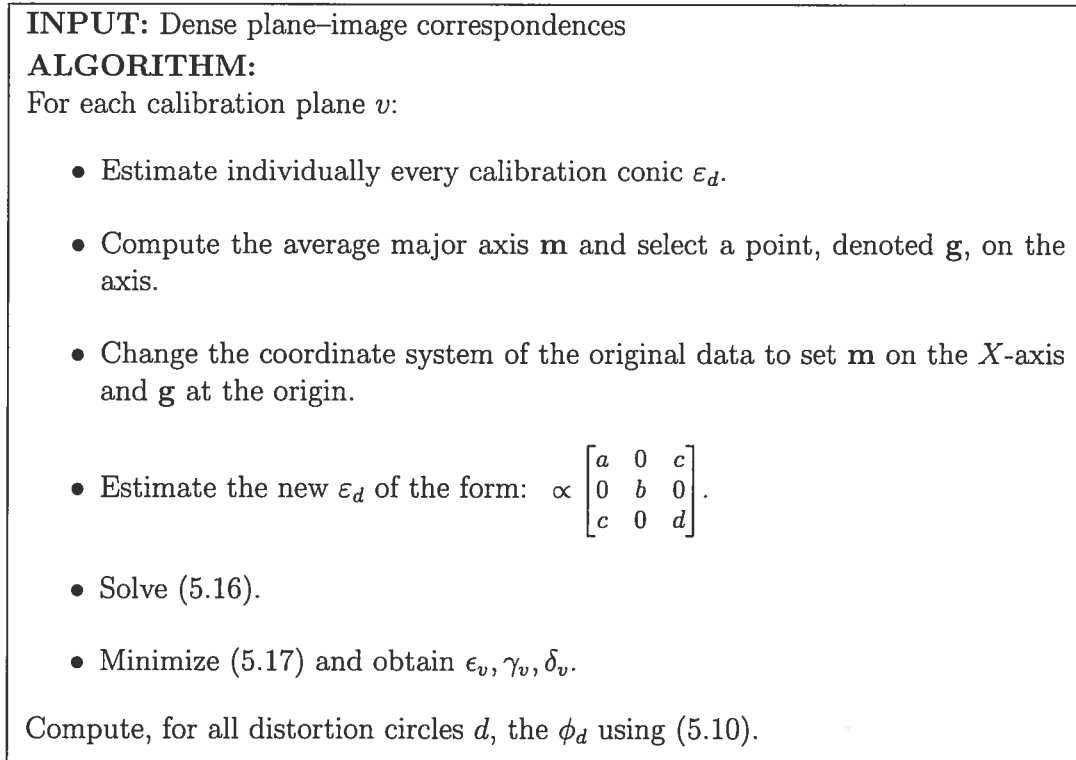 INPUT: Dense plane–image correspondences
ALGORITHM:
For each calibration plane v:
• Estimate individually every calibration conic ε_d.
• Compute the average major axis m and select a point, denoted g, on the
axis.
• Change the coordinate system of the original data to set m on the X-axis
and g at the origin.
• Estimate the new ε_d of the form: ∝ [a 0 c
0 b 0
c 0 d].
• Solve (5.16).
• Minimize (5.17) and obtain ϵ_v, γ_v, δ_v.
Compute, for all distortion circles d, the ϕ_d using (5.10).